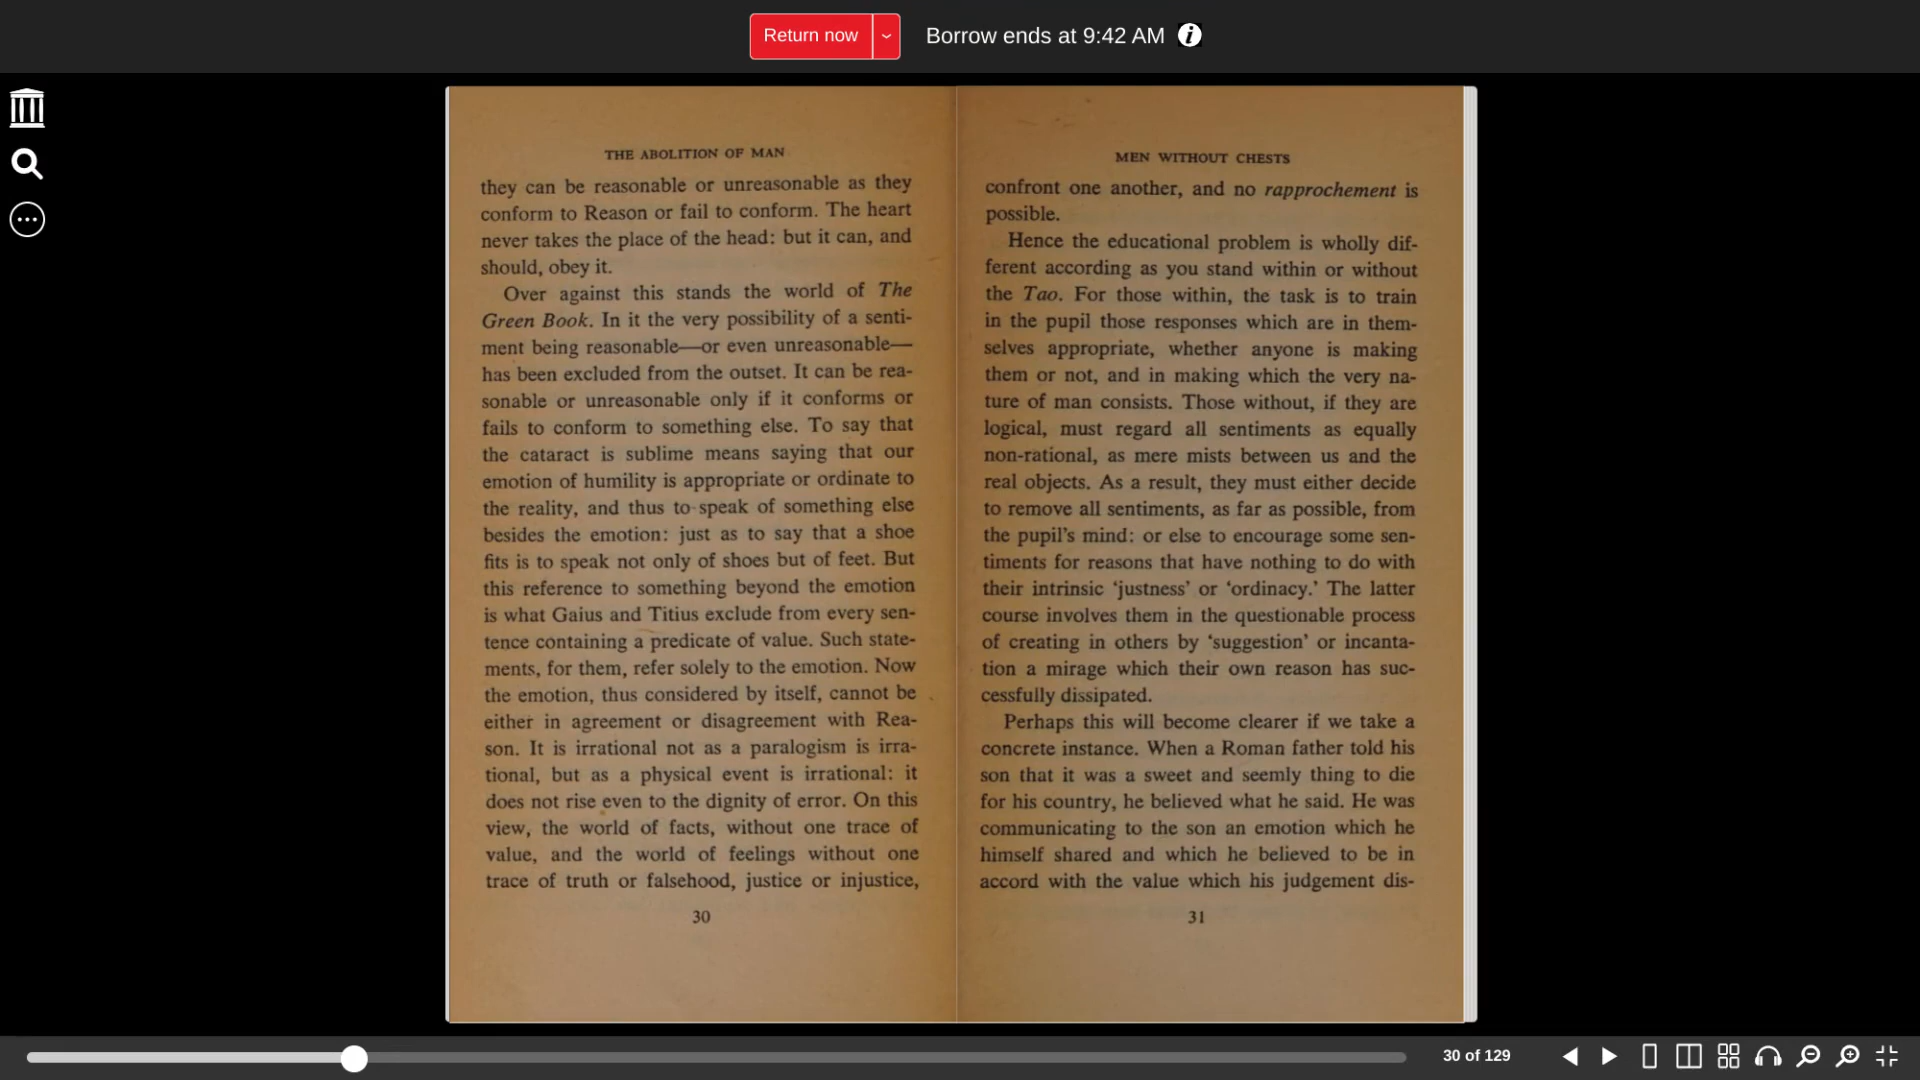 Return now
Borrow ends at 9:42 AM
THE ABOLITION OF MAN
they can be reasonable or unreasonable as they
conform to Reason or fail to conform. The heart
never takes the place of the head: but it can, and
should, obey it.
Over against this stands the world of The
Green Book. In it the very possibility of a senti-
ment being reasonable—or even unreasonable—
has been excluded from the outset. It can be rea-
sonable or unreasonable only if it conforms or
fails to conform to something else. To say that
the cataract is sublime means saying that our
emotion of humility is appropriate or ordinate to
the reality, and thus to speak of something else
besides the emotion: just as to say that a shoe
fits is to speak not only of shoes but of feet. But
this reference to something beyond the emotion
is what Gaius and Titius exclude from every sen-
tence containing a predicate of value. Such state-
ments, for them, refer solely to the emotion. Now
the emotion, thus considered by itself, cannot be
either in agreement or disagreement with Rea-
son. It is irrational not as a paralogism is irra-
tional, but as a physical event is irrational: it
does not rise even to the dignity of error. On this
view, the world of facts, without one trace of
value, and the world of feelings without one
trace of truth or falsehood, justice or injustice,
30
MEN WITHOUT CHESTS
confront one another, and no rapprochement is
possible.
Hence the educational problem is wholly dif-
ferent according as you stand within or without
the Tao. For those within, the task is to train
in the pupil those responses which are in them-
selves appropriate, whether anyone is making
them or not, and in making which the very na-
ture of man consists. Those without, if they are
logical, must regard all sentiments as equally
non-rational, as mere mists between us and the
real objects. As a result, they must either decide
to remove all sentiments, as far as possible, from
the pupil's mind: or else to encourage some sen-
timents for reasons that have nothing to do with
their intrinsic 'justness' or 'ordinacy.' The latter
course involves them in the questionable process
of creating in others by 'suggestion' or incanta-
tion a mirage which their own reason has suc-
cessfully dissipated.
Perhaps this will become clearer if we take a
concrete instance. When a Roman father told his
son that it was a sweet and seemly thing to die
for his country, he believed what he said. He was
communicating to the son an emotion which he
himself shared and which he believed to be in
accord with the value which his judgement dis-
31
30 of 129